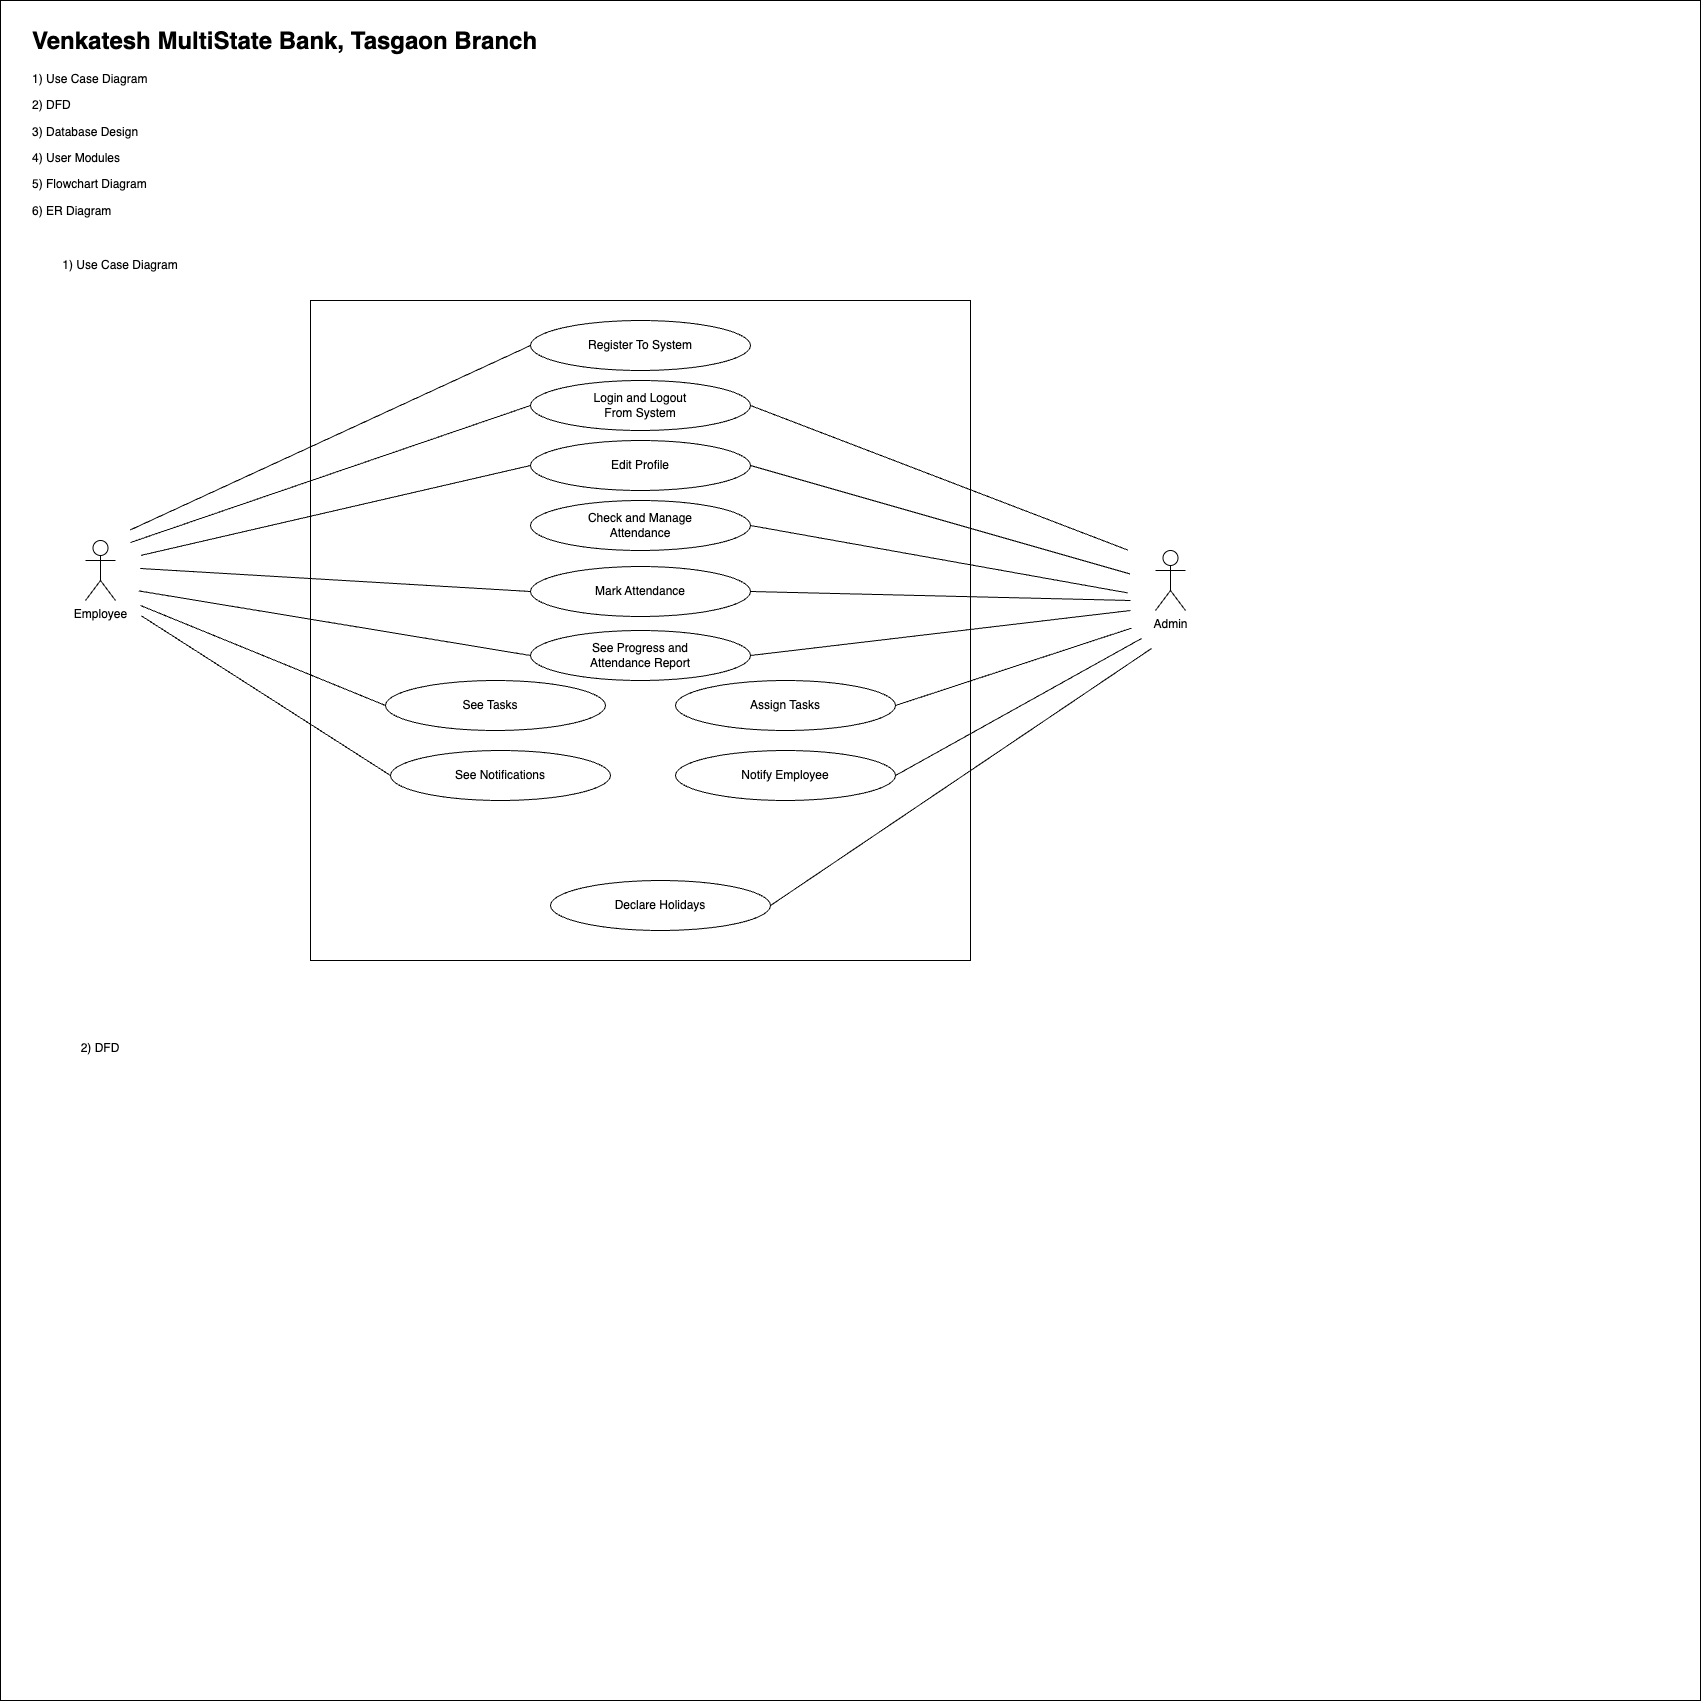 Venkatesh MultiState Bank, Tasgaon Branch
1) Use Case Diagram
2) DFD
3) Database Design
4) User Modules
5) Flowchart Diagram
6) ER Diagram
1) Use Case Diagram
Register To System
Login and Logout
From System
Edit Profile
Check and Manage
Attendance
Mark Attendance
Employee
Admin
See Progress and
Attendance Report
See Tasks
Assign Tasks
See Notifications
Notify Employee
Declare Holidays
2) DFD